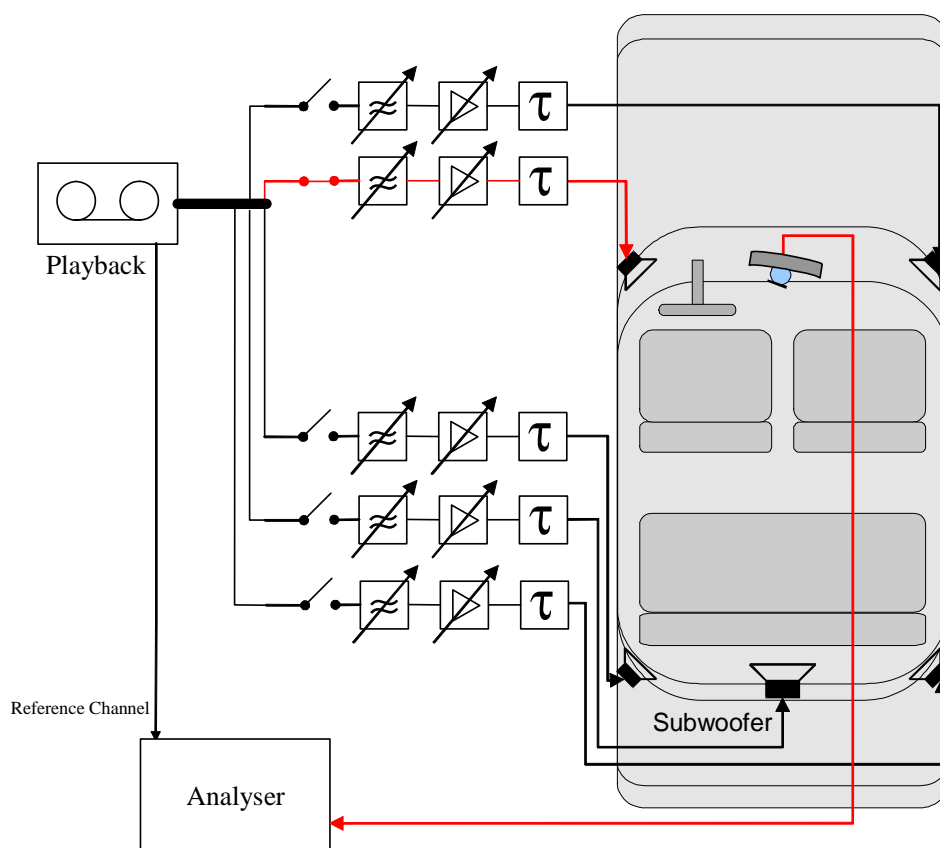 τ
τ
Playback
τ
τ
τ
Reference Channel
Subwoofer
Analyser